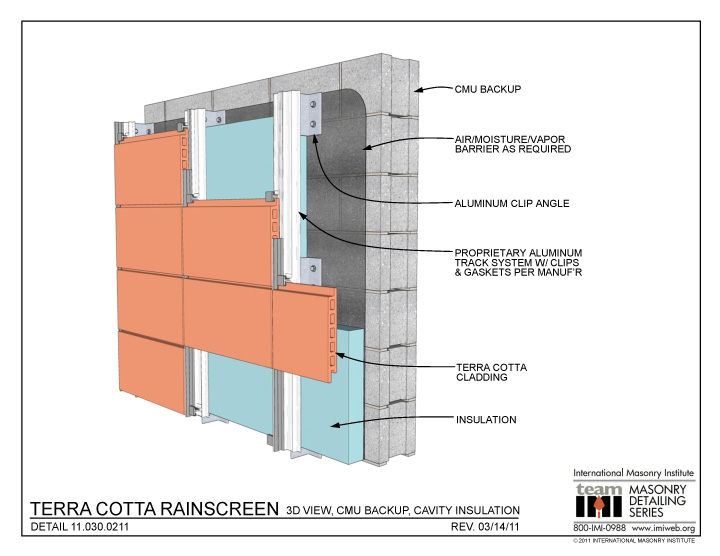 CMU BACKUP
AIR/MOISTURE/VAPOR
BARRIER AS REQUIRED
ALUMINUM CLIP ANGLE
PROPRIETARY ALUMINUM
TRACK SYSTEM W/ CLIPS
& GASKETS PER MANUF'R
TERRA COTTA
CLADDING
INSULATION
TERRA COTTA RAINSCREEN 3D VIEW, CMU BACKUP, CAVITY INSULATION
DETAIL 11.030.0211 REV. 03/14/11
International Masonry Institute
team MASONRY
DETAILING
SERIES
800-IMI-0988 www.imiweb.org
© 2011 INTERNATIONAL MASONRY INSTITUTE